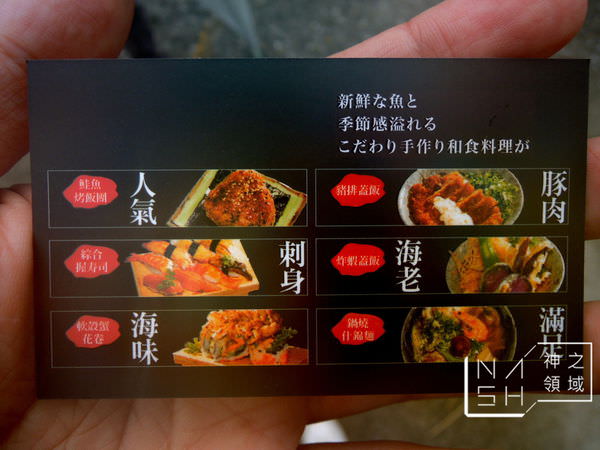 新鮮な魚と
季節感溢れる
こだわり手作り和食料理が
鮭魚
烤飯團
人氣
豬排蓋飯
豚肉
綜合
握寿司
刺身
炸蝦蓋飯
海老
軟殼蟹
花卷
海味
鍋燒
什錦麵
滿足
NASH
神之
領域